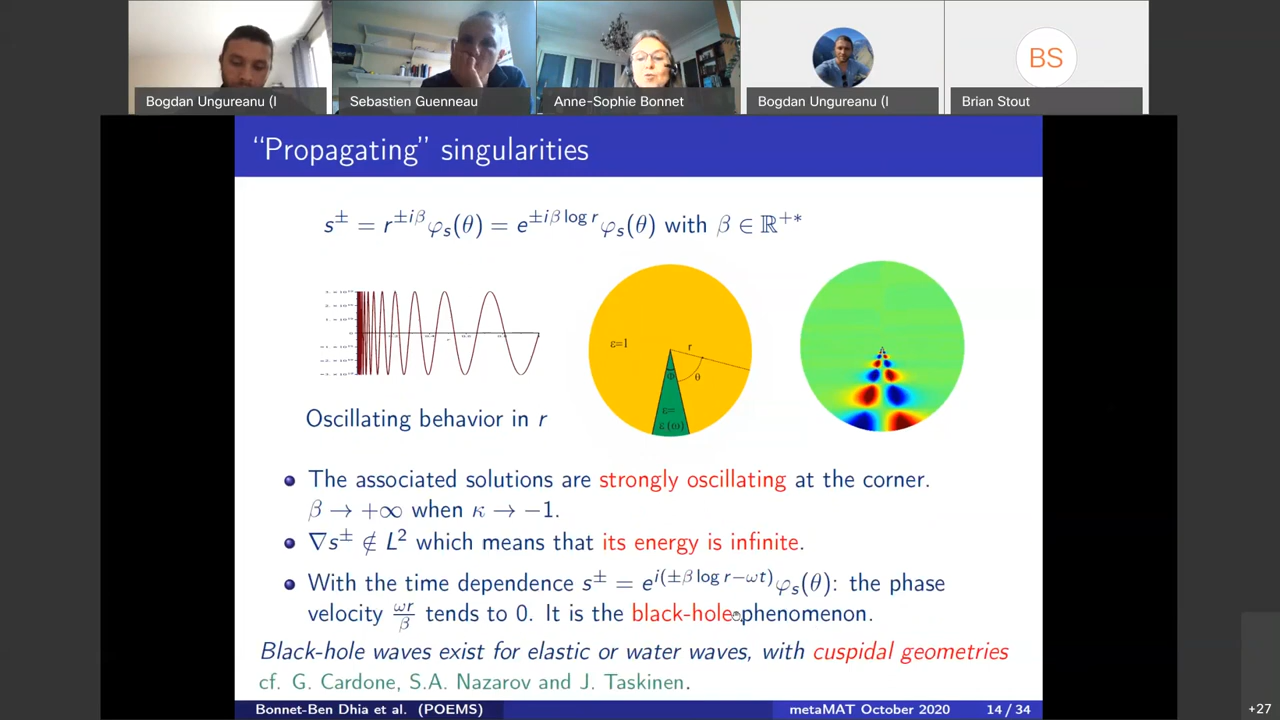 BS
Bogdan Ungureanu (I
Sebastien Guenneau
Anne-Sophie Bonnet
Bogdan Ungureanu (I
Brian Stout
“Propagating” singularities
s± = r±iβφs(θ) = e±iβ log rφs(θ) with β ∈ ℝ+*
ε=1
r
θ
Φ
ε=
ε(ω)
Oscillating behavior in r
The associated solutions are strongly oscillating at the corner.
β → +∞ when κ → −1.
∇s± ∉ L2 which means that its energy is infinite.
With the time dependence s± = ei(±β log r−ωt)φs(θ): the phase
velocity ωr/β tends to 0. It is the black-hole phenomenon.
Black-hole waves exist for elastic or water waves, with cuspidal geometries
cf. G. Cardone, S.A. Nazarov and J. Taskinen.
Bonnet-Ben Dhia et al. (POEMS)
metaMAT October 2020
14 / 34
+27